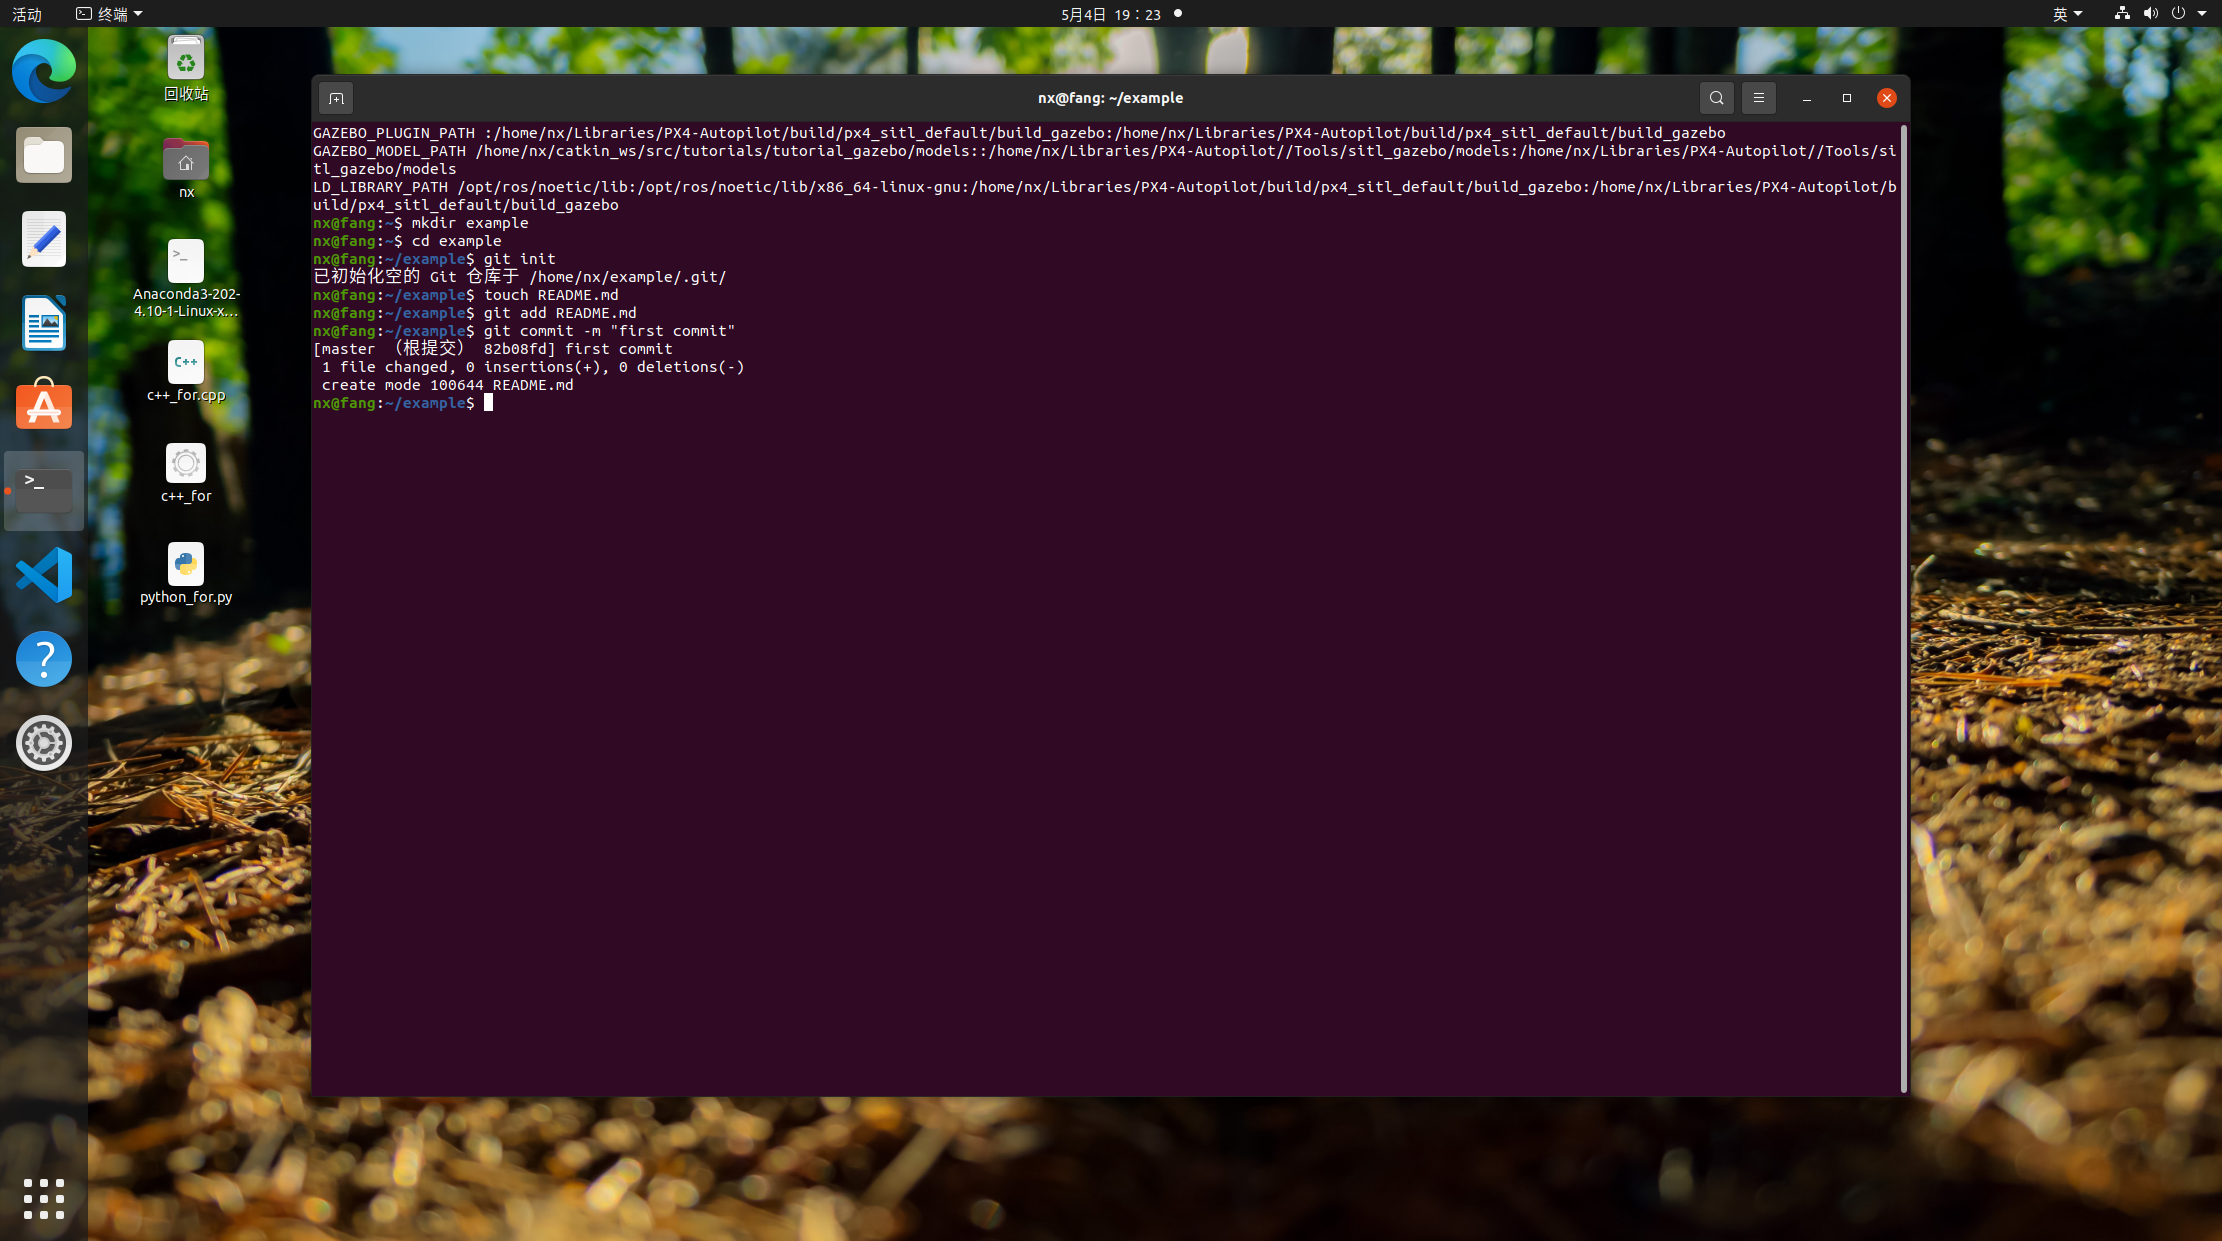 活动
终端
5月4日 19：23
英
回收站
nx
Anaconda3-202-
4.10-1-Linux-x...
C++
c++_for.cpp
c++_for
python_for.py
nx@fang: ~/example
GAZEBO_PLUGIN_PATH :/home/nx/Libraries/PX4-Autopilot/build/px4_sitl_default/build_gazebo:/home/nx/Libraries/PX4-Autopilot/build/px4_sitl_default/build_gazebo
GAZEBO_MODEL_PATH /home/nx/catkin_ws/src/tutorials/tutorial_gazebo/models::/home/nx/Libraries/PX4-Autopilot//Tools/sitl_gazebo/models:/home/nx/Libraries/PX4-Autopilot//Tools/si
tl_gazebo/models
LD_LIBRARY_PATH /opt/ros/noetic/lib:/opt/ros/noetic/lib/x86_64-linux-gnu:/home/nx/Libraries/PX4-Autopilot/build/px4_sitl_default/build_gazebo:/home/nx/Libraries/PX4-Autopilot/b
uild/px4_sitl_default/build_gazebo
nx@fang:~$ mkdir example
nx@fang:~$ cd example
nx@fang:~/example$ git init
已初始化空的 Git 仓库于 /home/nx/example/.git/
nx@fang:~/example$ touch README.md
nx@fang:~/example$ git add README.md
nx@fang:~/example$ git commit -m "first commit"
[master （根提交） 82b08fd] first commit
 1 file changed, 0 insertions(+), 0 deletions(-)
 create mode 100644 README.md
nx@fang:~/example$